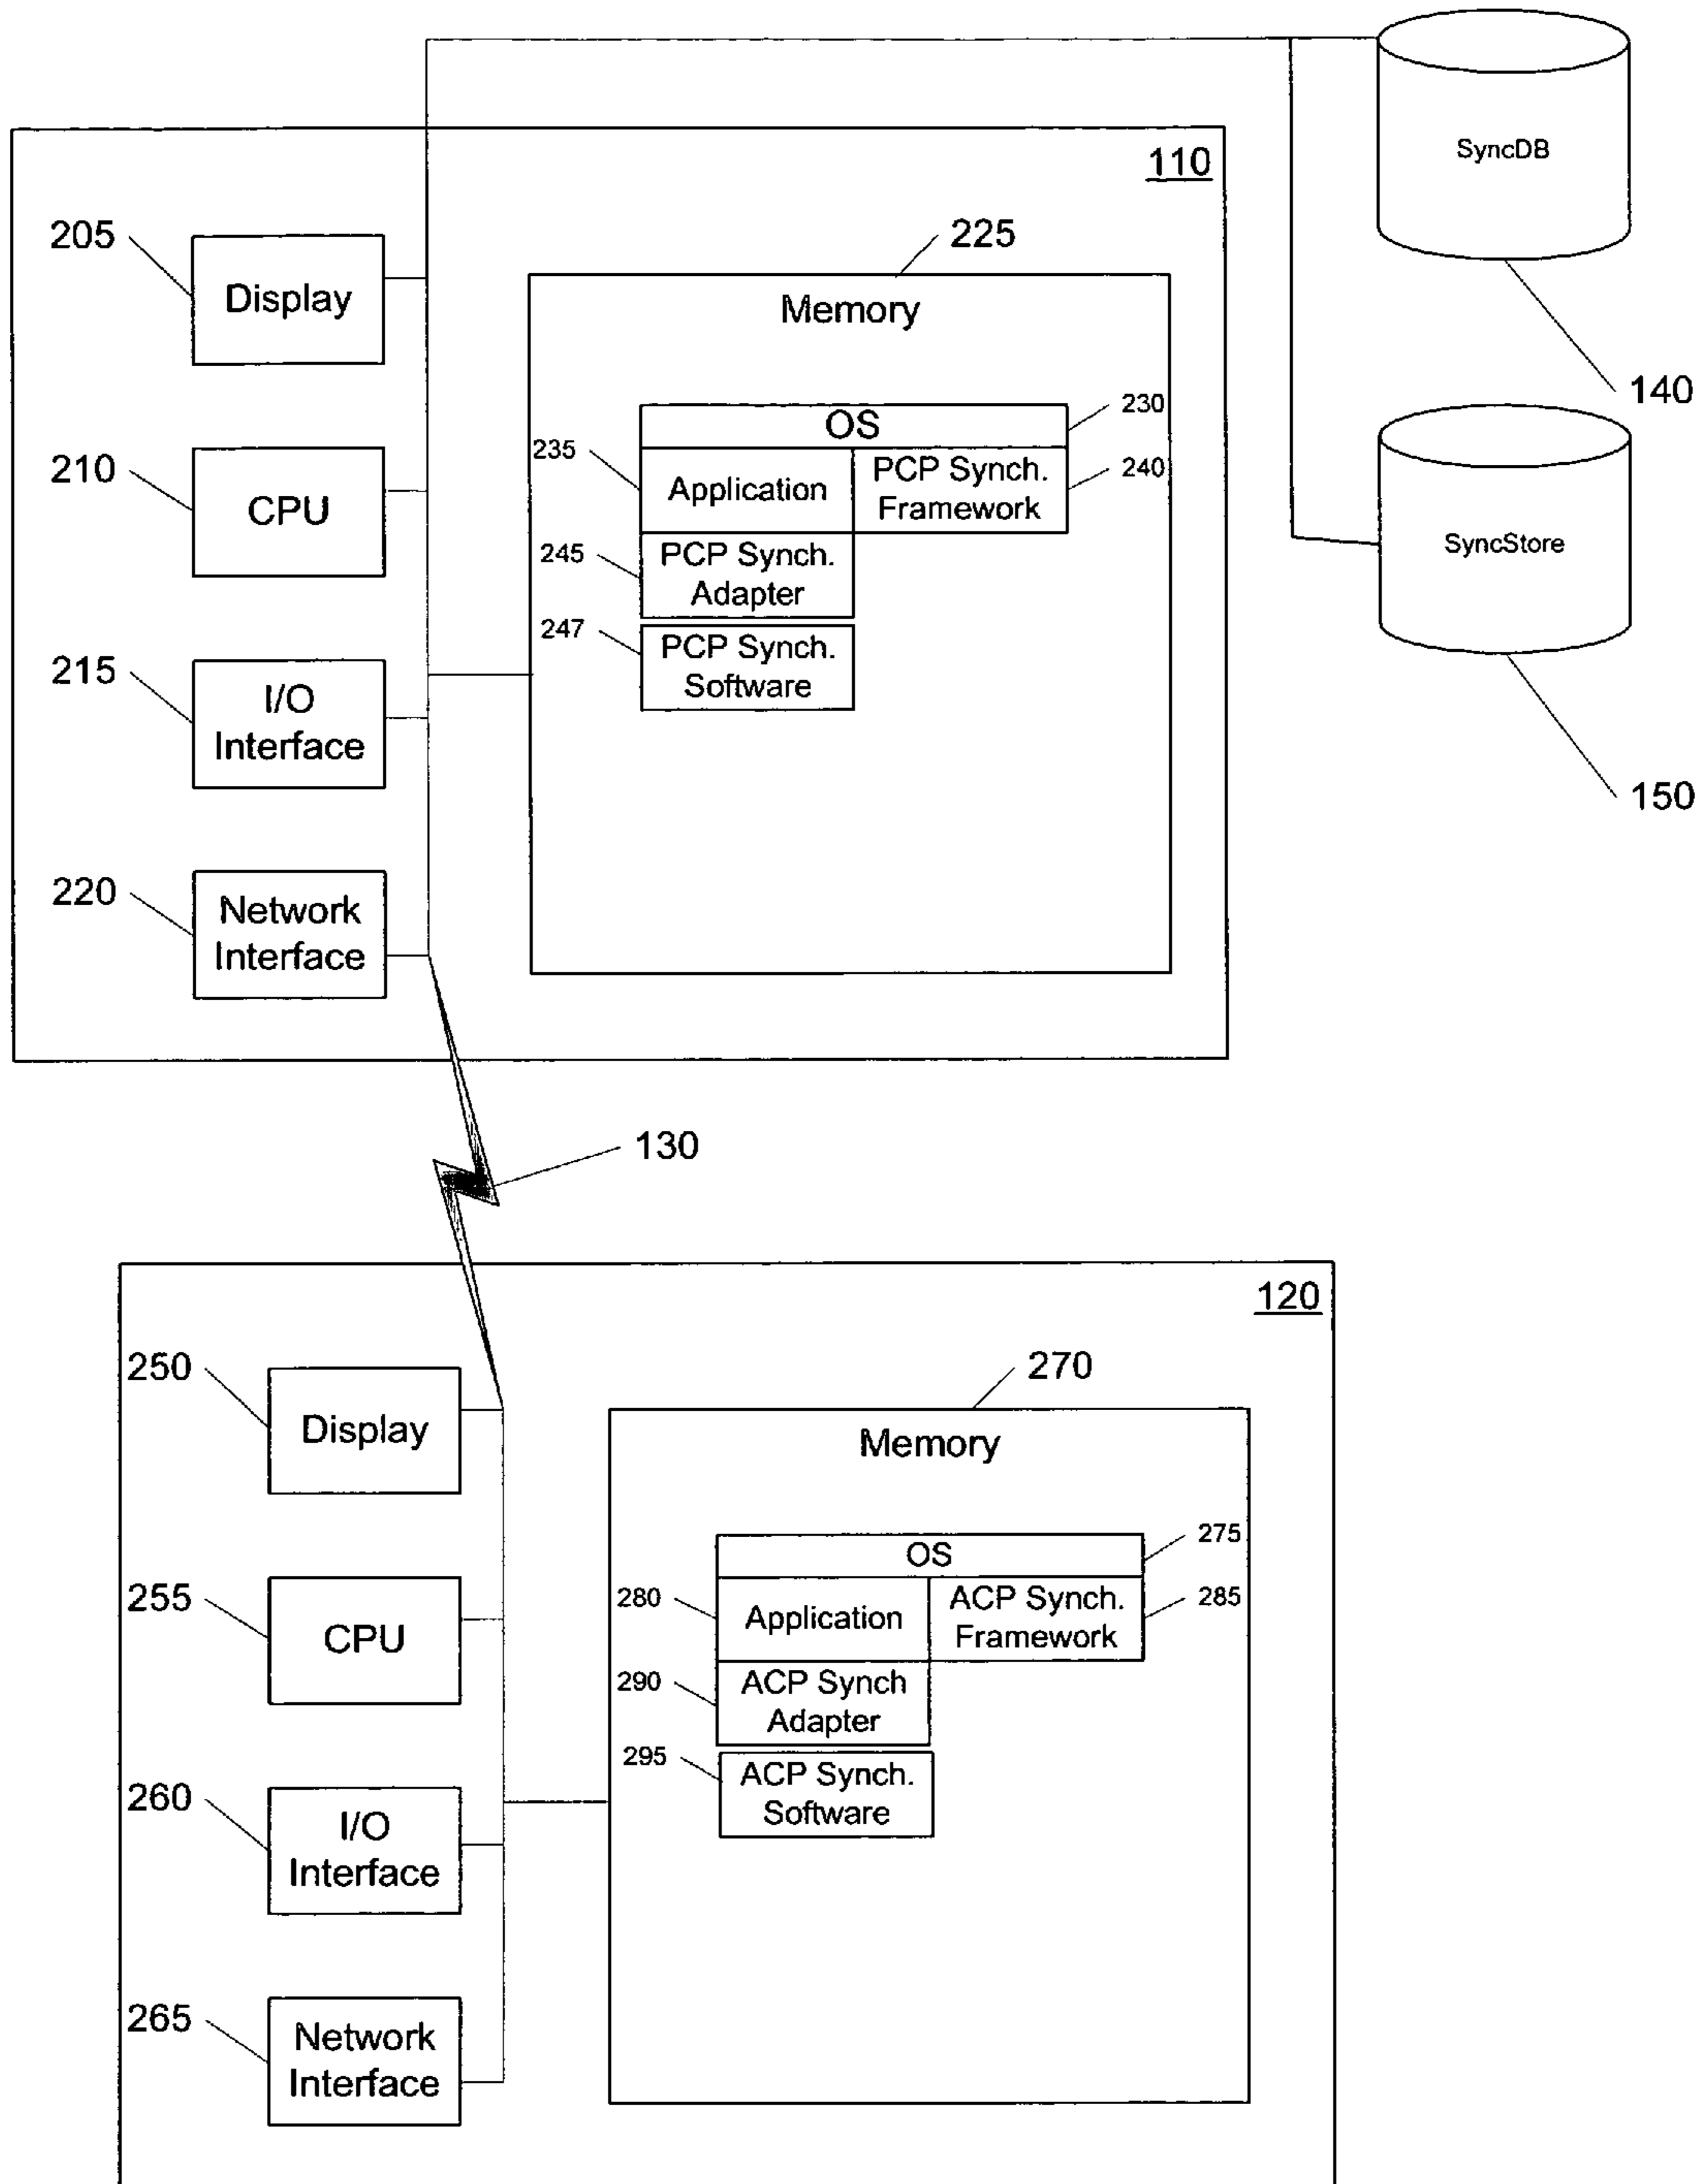 SyncDB
110
205
Display
225
Memory
140
OS
230
235
Application
PCP Synch.
Framework
240
210
CPU
SyncStore
245
PCP Synch.
Adapter
247
PCP Synch.
Software
215
I/O
Interface
150
220
Network
Interface
130
120
250
Display
270
Memory
OS
275
280
Application
ACP Synch.
Framework
285
255
CPU
290
ACP Synch
Adapter
295
ACP Synch.
Software
260
I/O
Interface
265
Network
Interface